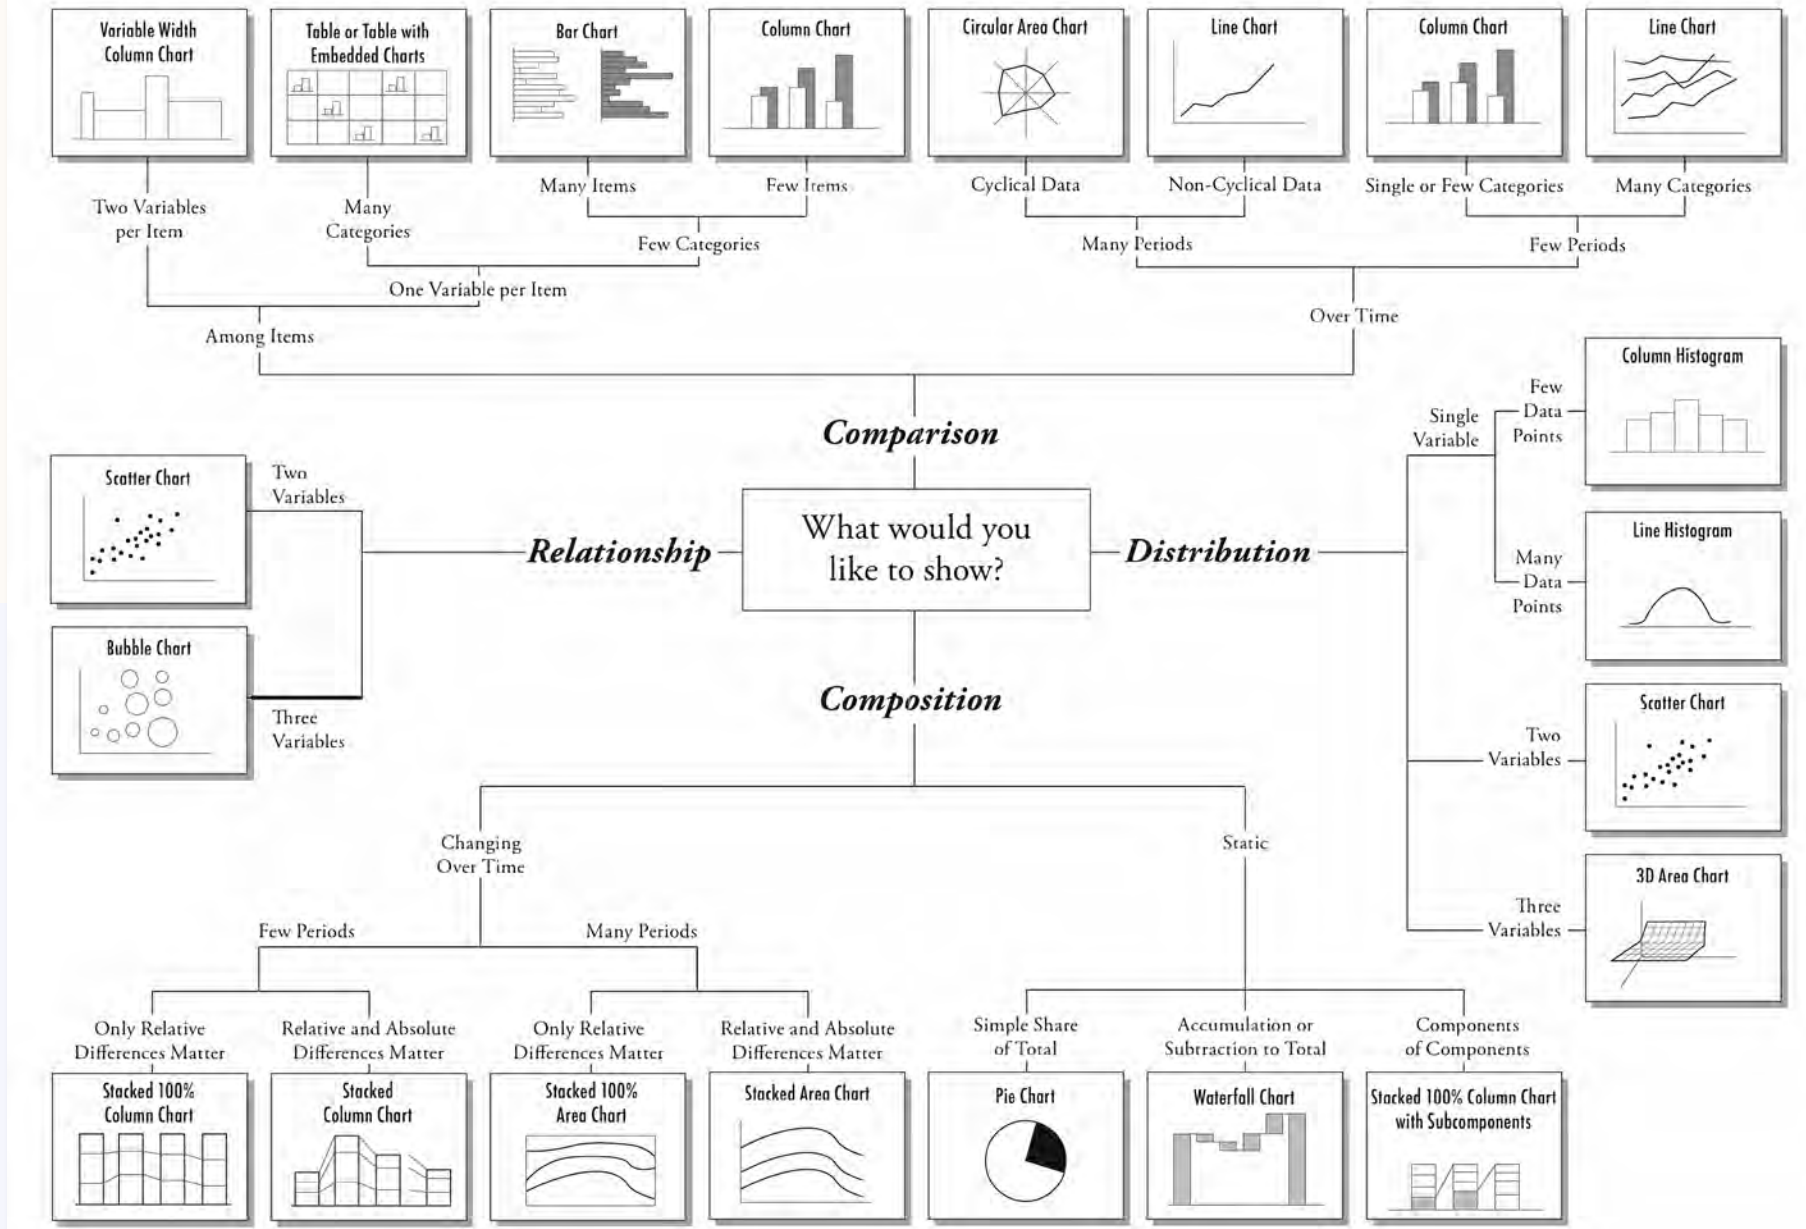 Variable Width
Column Chart
Table or Table with
Embedded Charts
Bar Chart
Column Chart
Circular Area Chart
Line Chart
Column Chart
Line Chart
Two Variables
per Item
Many
Categories
Many Items
Few Items
Cyclical Data
Non-Cyclical Data
Single or Few Categories
Many Categories
Few Categories
Many Periods
Few Periods
One Variable per Item
Among Items
Over Time
Comparison
What would you
like to show?
Relationship
Two
Variables
Scatter Chart
Three
Variables
Bubble Chart
Distribution
Single
Variable
Few
Data
Points
Column Histogram
Many
Data
Points
Line Histogram
Two
Variables
Scatter Chart
Three
Variables
3D Area Chart
Composition
Changing
Over Time
Static
Few Periods
Many Periods
Only Relative
Differences Matter
Relative and Absolute
Differences Matter
Only Relative
Differences Matter
Relative and Absolute
Differences Matter
Simple Share
of Total
Accumulation or
Subtraction to Total
Components
of Components
Stacked 100%
Column Chart
Stacked
Column Chart
Stacked 100%
Area Chart
Stacked Area Chart
Pie Chart
Waterfall Chart
Stacked 100% Column Chart
with Subcomponents